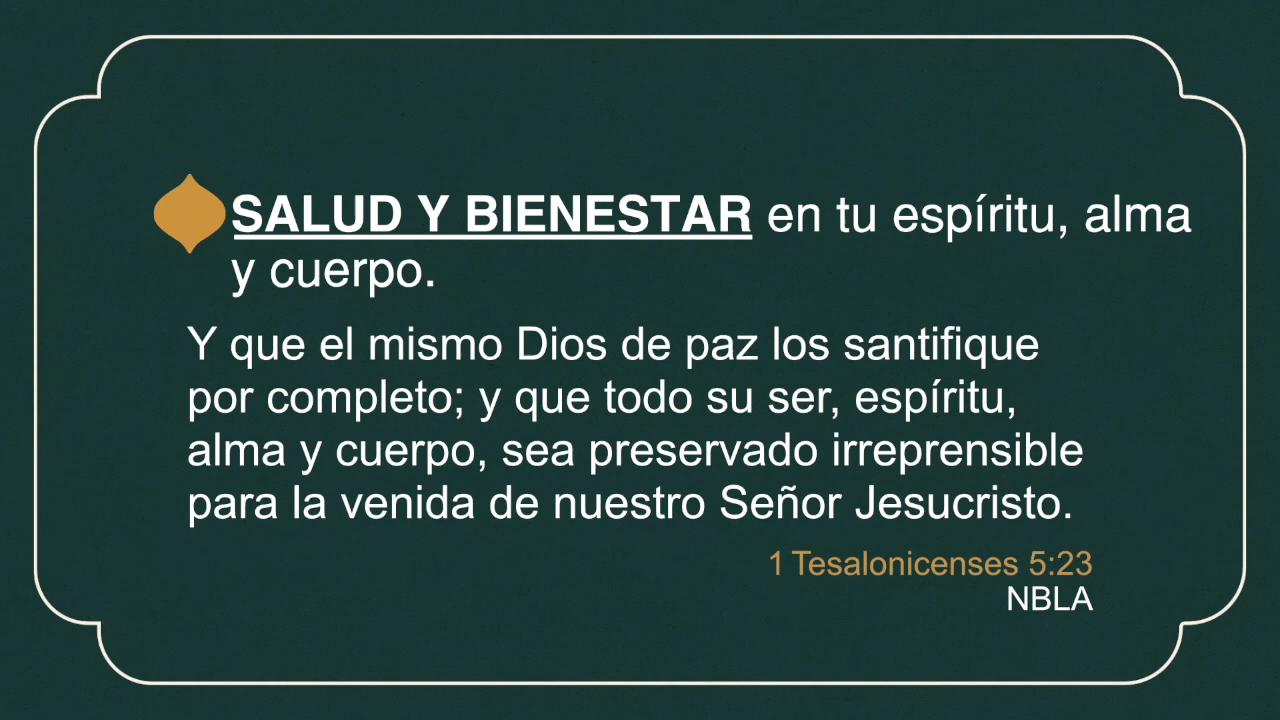 SALUD Y BIENESTAR en tu espíritu, alma
y cuerpo.
Y que el mismo Dios de paz los santifique
por completo; y que todo su ser, espíritu,
alma y cuerpo, sea preservado irreprensible
para la venida de nuestro Señor Jesucristo.
1 Tesalonicenses 5:23
NBLA